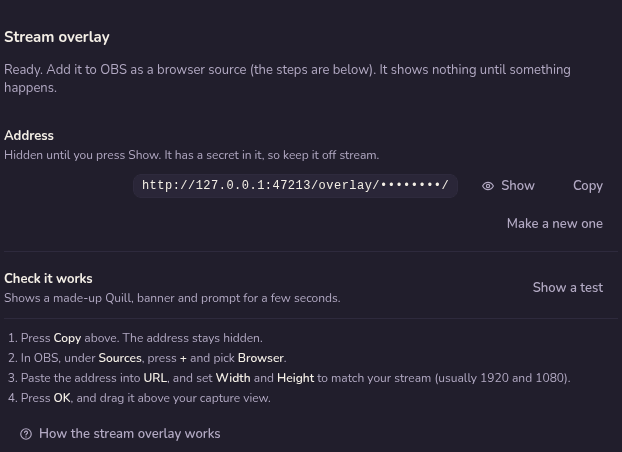 Stream overlay
Ready. Add it to OBS as a browser source (the steps are below). It shows nothing until something
happens.
Address
Hidden until you press Show. It has a secret in it, so keep it off stream.
http://127.0.0.1:47213/overlay/••••••••/ Show Copy
Make a new one
Check it works
Shows a made-up Quill, banner and prompt for a few seconds.
Show a test
1. Press Copy above. The address stays hidden.
2. In OBS, under Sources, press + and pick Browser.
3. Paste the address into URL, and set Width and Height to match your stream (usually 1920 and 1080).
4. Press OK, and drag it above your capture view.
How the stream overlay works